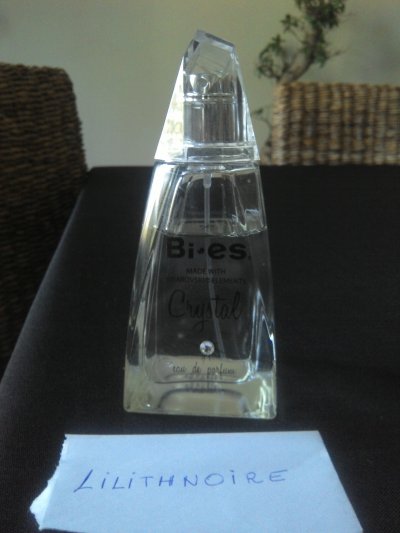 Bi·es.
MADE WITH
SWAROVSKI ELEMENTS
Crystal
eau de parfum
LILITHNOIRE